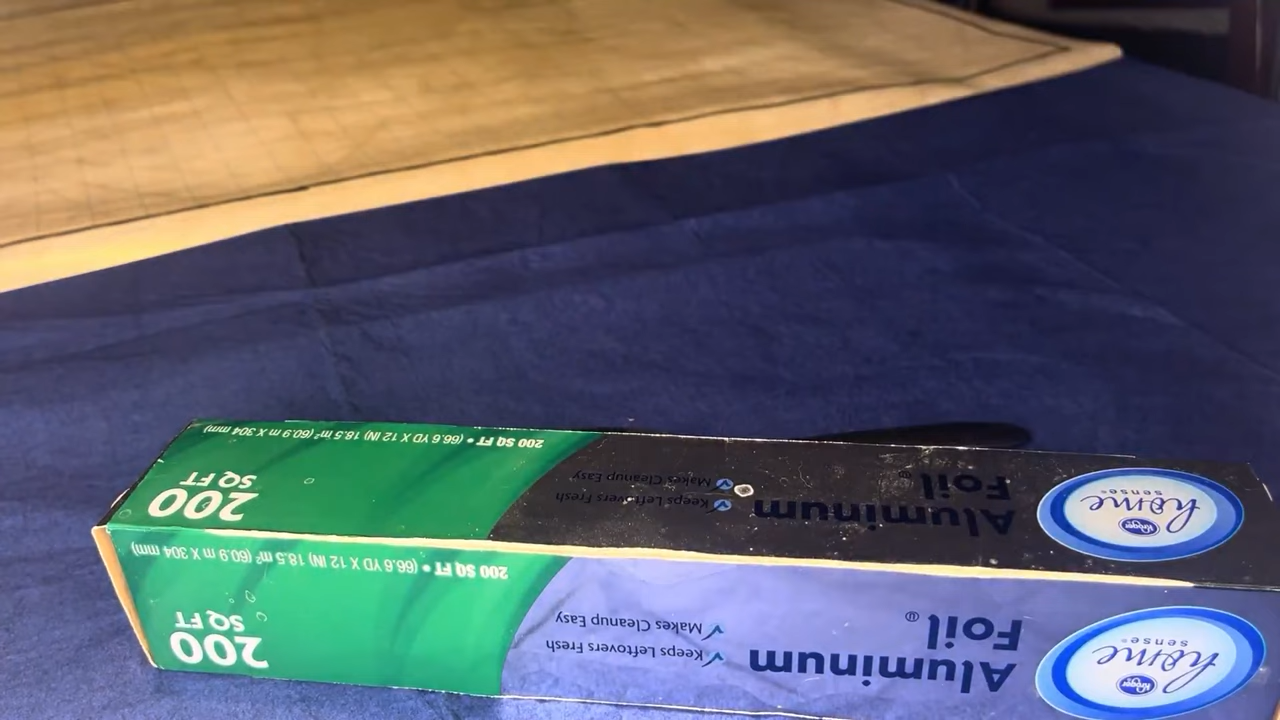 Kroger
home
sense®
Aluminum
Foil
Ⓤ
✓ Keeps Leftovers Fresh
✓ Makes Cleanup Easy
200
SQ FT
200 SQ FT • (66.6 YD X 12 IN) 18.5 m² (60.9 m X 304 mm)
Kroger
home
sense®
Aluminum
Foil
Ⓤ
✓ Keeps Leftovers Fresh
✓ Makes Cleanup Easy
200
SQ FT
200 SQ FT • (66.6 YD X 12 IN) 18.5 m² (60.9 m X 304 mm)